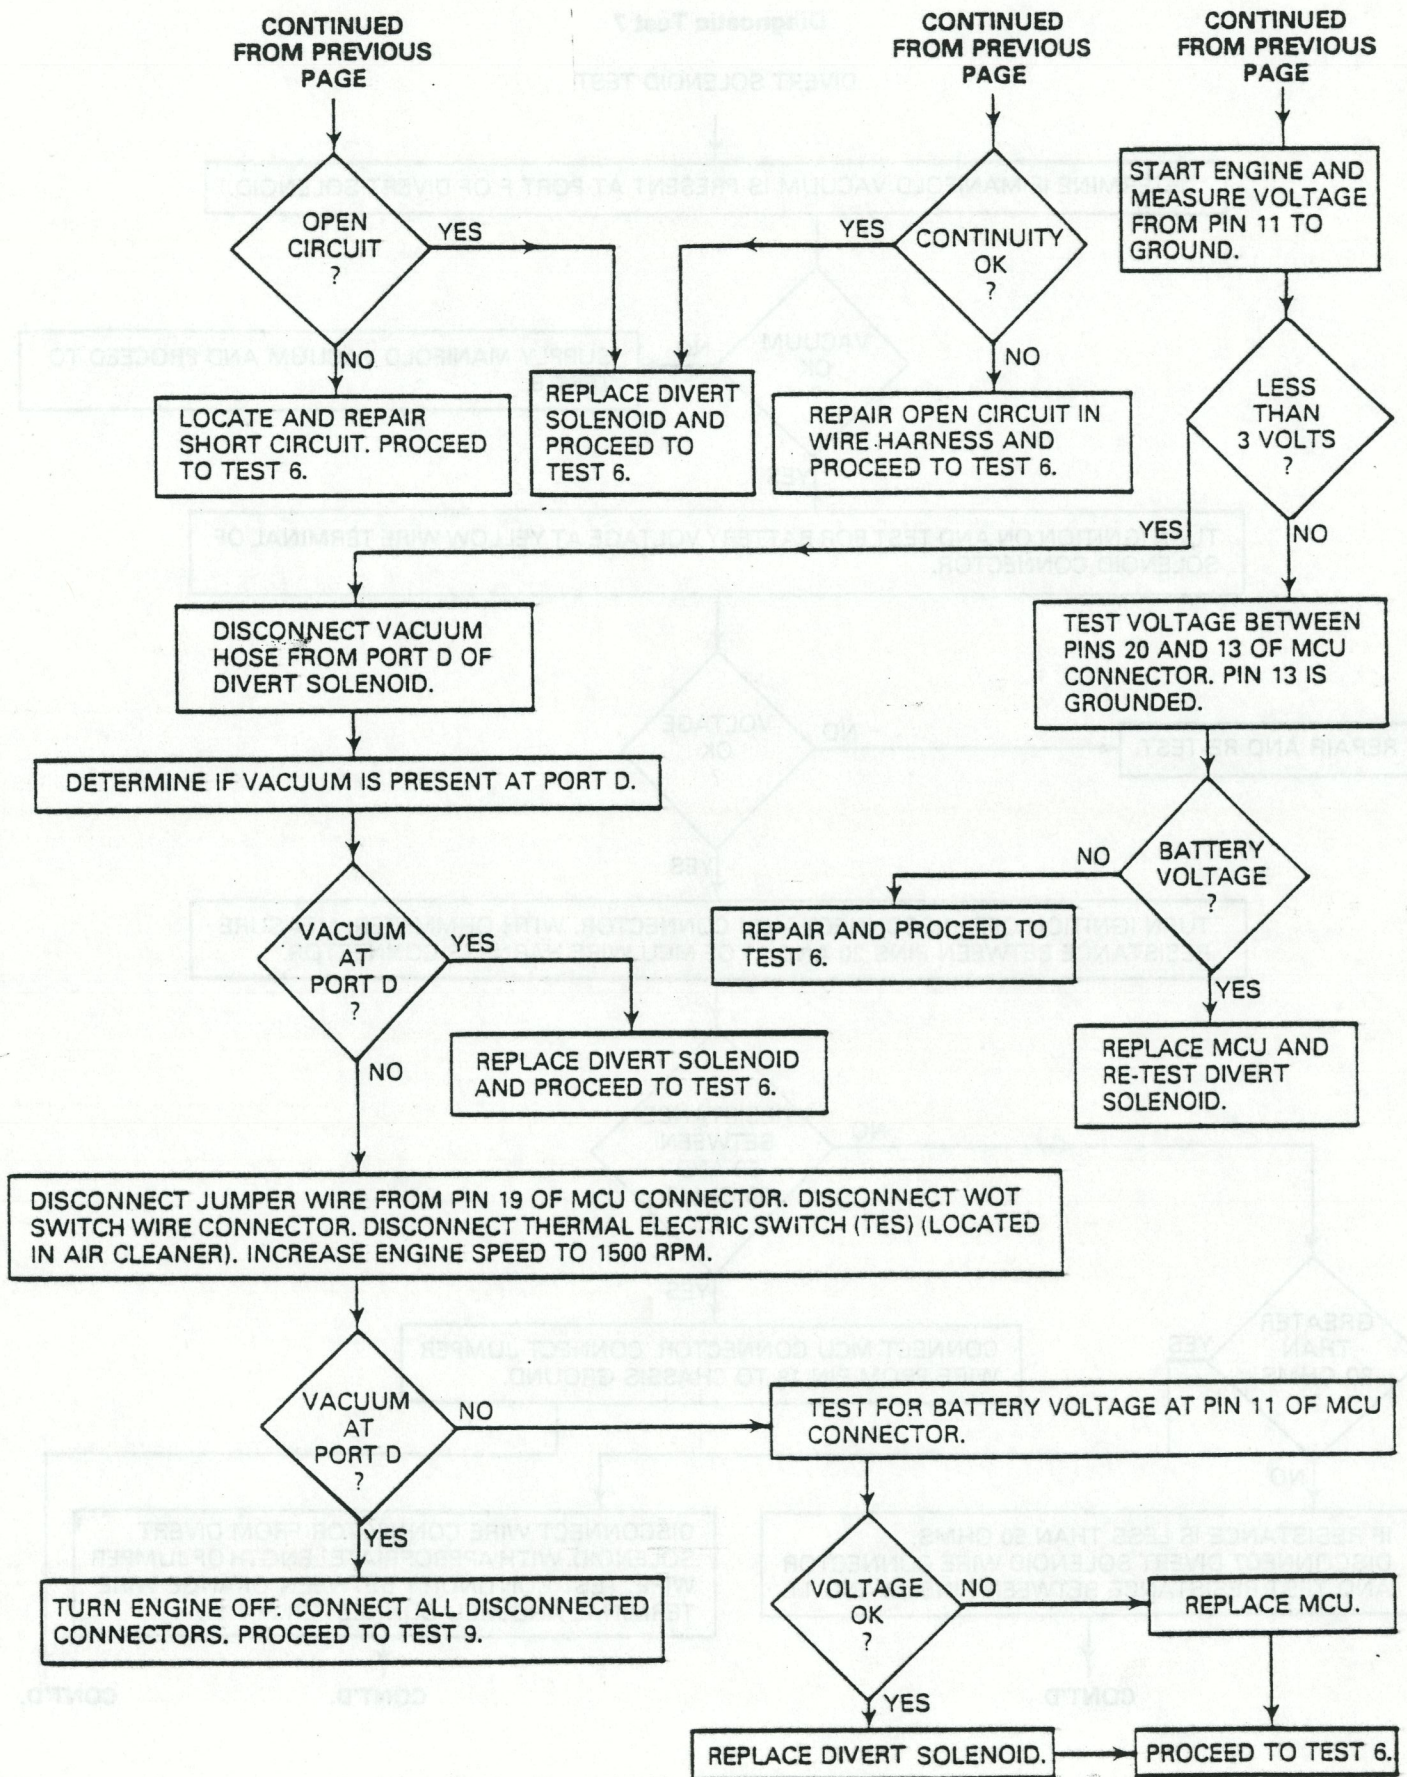 CONTINUED
FROM PREVIOUS
PAGE
CONTINUED
FROM PREVIOUS
PAGE
CONTINUED
FROM PREVIOUS
PAGE
OPEN
CIRCUIT
?
YES
NO
LOCATE AND REPAIR
SHORT CIRCUIT. PROCEED
TO TEST 6.
REPLACE DIVERT
SOLENOID AND
PROCEED TO
TEST 6.
YES
CONTINUITY
OK
?
NO
REPAIR OPEN CIRCUIT IN
WIRE HARNESS AND
PROCEED TO TEST 6.
START ENGINE AND
MEASURE VOLTAGE
FROM PIN 11 TO
GROUND.
LESS
THAN
3 VOLTS
?
YES
NO
DISCONNECT VACUUM
HOSE FROM PORT D OF
DIVERT SOLENOID.
DETERMINE IF VACUUM IS PRESENT AT PORT D.
TEST VOLTAGE BETWEEN
PINS 20 AND 13 OF MCU
CONNECTOR. PIN 13 IS
GROUNDED.
BATTERY
VOLTAGE
?
NO
REPAIR AND PROCEED TO
TEST 6.
YES
REPLACE MCU AND
RE-TEST DIVERT
SOLENOID.
VACUUM
AT
PORT D
?
YES
REPLACE DIVERT SOLENOID
AND PROCEED TO TEST 6.
NO
DISCONNECT JUMPER WIRE FROM PIN 19 OF MCU CONNECTOR. DISCONNECT WOT
SWITCH WIRE CONNECTOR. DISCONNECT THERMAL ELECTRIC SWITCH (TES) (LOCATED
IN AIR CLEANER). INCREASE ENGINE SPEED TO 1500 RPM.
VACUUM
AT
PORT D
?
NO
TEST FOR BATTERY VOLTAGE AT PIN 11 OF MCU
CONNECTOR.
YES
TURN ENGINE OFF. CONNECT ALL DISCONNECTED
CONNECTORS. PROCEED TO TEST 9.
VOLTAGE
OK
?
NO
REPLACE MCU.
YES
REPLACE DIVERT SOLENOID.
PROCEED TO TEST 6.